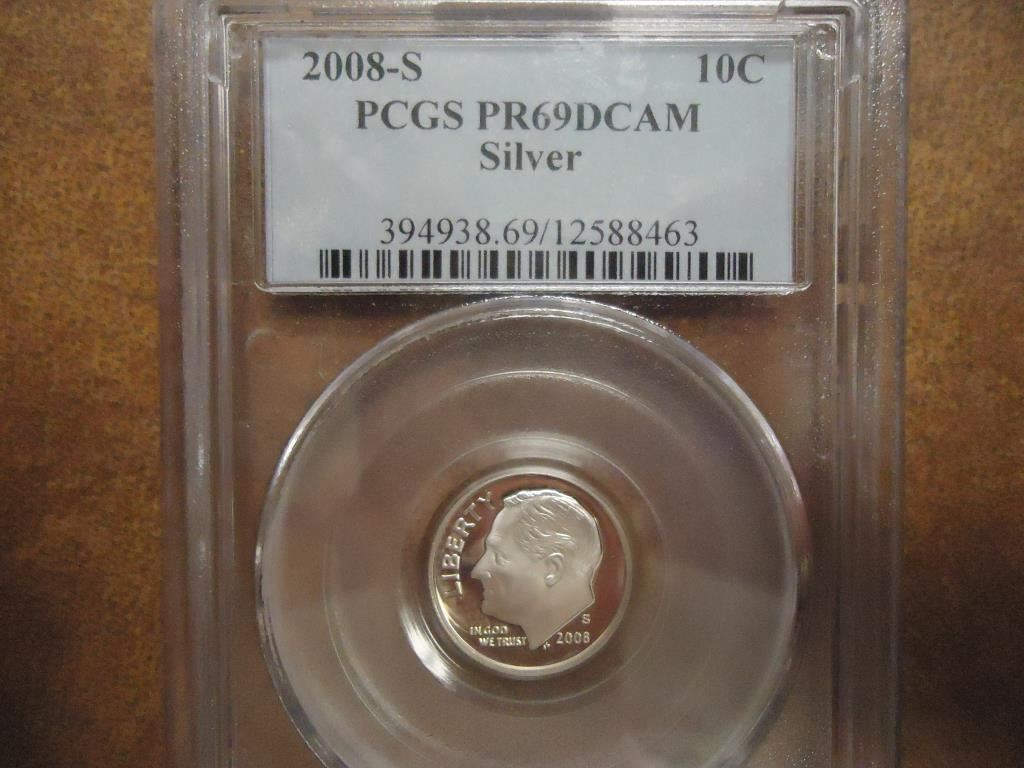 2008-S 10C
PCGS PR69DCAM
Silver
394938.69/12588463
LIBERTY
IN GOD
WE TRUST
S
2008